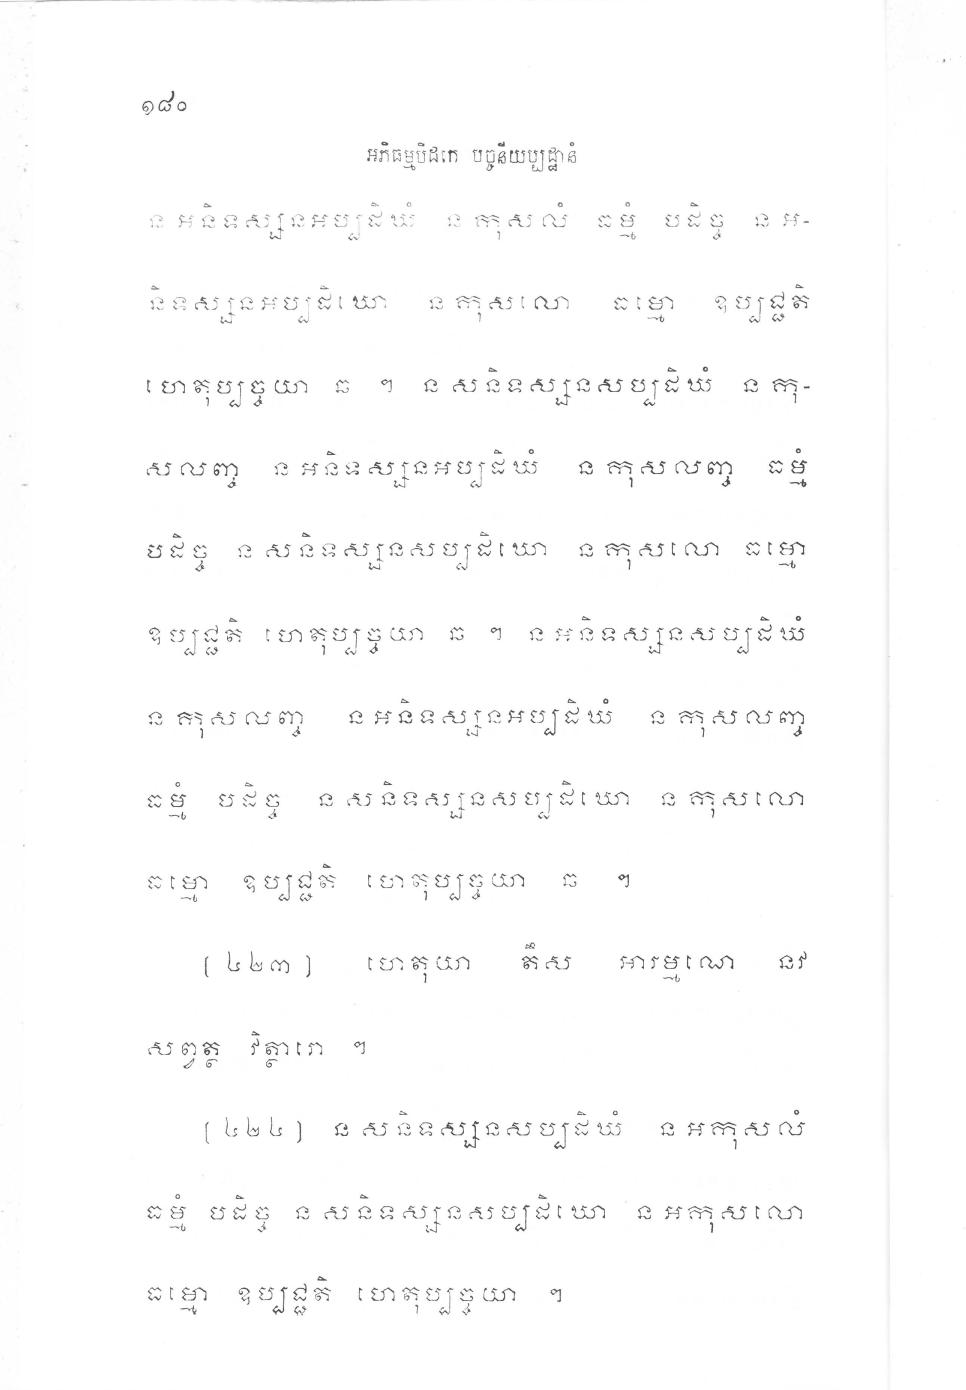 ១៨០
អភិធម្មបិដកេ បច្ចនីយប្បដ្ឋានំ
ន អនិទស្សនអប្បដិឃំ ន កុសលំ ធម្មំ បដិច្ច ន អ-
និទស្សនអប្បដិឃោ ន កុសលោ ធម្មោ ឧប្បជ្ជតិ
ហេតុប្បច្ចយា ឆ ។ ន សនិទស្សនសប្បដិឃំ ន កុ-
សលញ្ច ន អនិទស្សនអប្បដិឃំ ន កុសលញ្ច ធម្មំ
បដិច្ច ន សនិទស្សនសប្បដិឃោ ន កុសលោ ធម្មោ
ឧប្បជ្ជតិ ហេតុប្បច្ចយា ឆ ។ ន អនិទស្សនសប្បដិឃំ
ន កុសលញ្ច ន អនិទស្សនអប្បដិឃំ ន កុសលញ្ច
ធម្មំ បដិច្ច ន សនិទស្សនសប្បដិឃោ ន កុសលោ
ធម្មោ ឧប្បជ្ជតិ ហេតុប្បច្ចយា ឆ ។
(៤២៣) ហេតុយា តឹស អារម្មណេ នវ
សព្វត្ថ វិត្ថារោ ។
(៤២៤) ន សនិទស្សនសប្បដិឃំ ន អកុសលំ
ធម្មំ បដិច្ច ន សនិទស្សនសប្បដិឃោ ន អកុសលោ
ធម្មោ ឧប្បជ្ជតិ ហេតុប្បច្ចយា ។